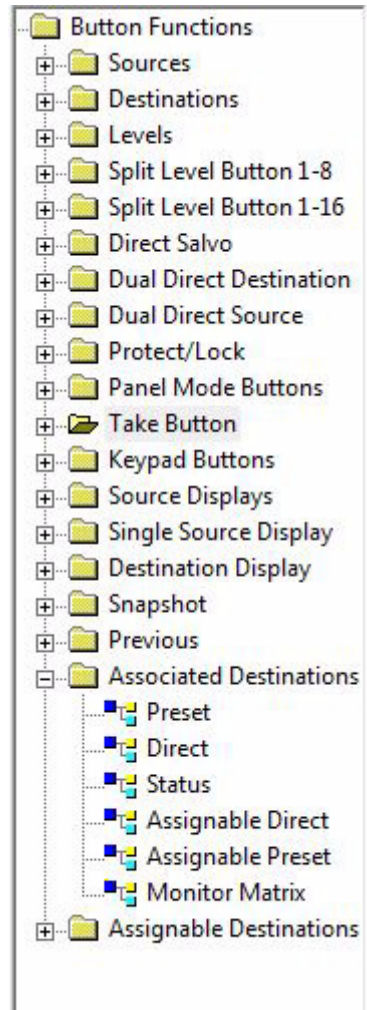 Button Functions
Sources
Destinations
Levels
Split Level Button 1-8
Split Level Button 1-16
Direct Salvo
Dual Direct Destination
Dual Direct Source
Protect/Lock
Panel Mode Buttons
Take Button
Keypad Buttons
Source Displays
Single Source Display
Destination Display
Snapshot
Previous
Associated Destinations
Preset
Direct
Status
Assignable Direct
Assignable Preset
Monitor Matrix
Assignable Destinations